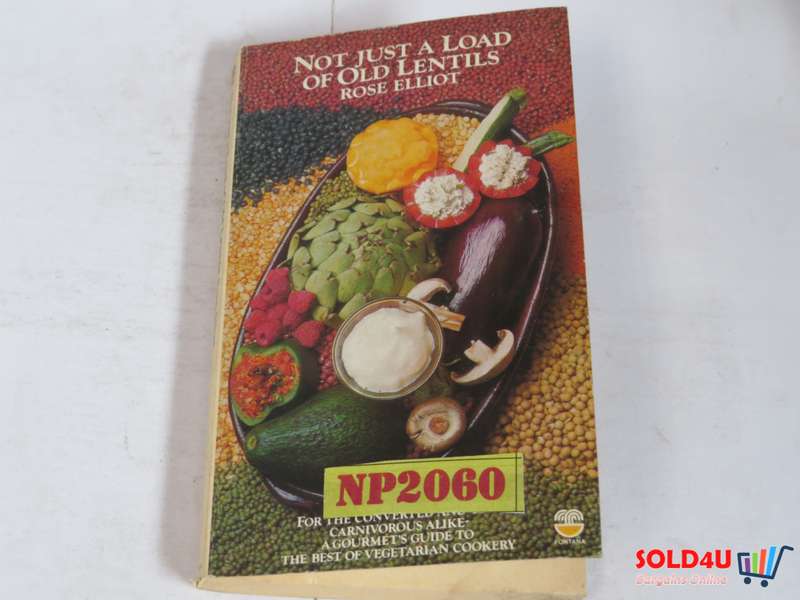 NOT JUST A LOAD
OF OLD LENTILS
ROSE ELLIOT
NP2060
FOR THE CONVERTED AND
CARNIVOROUS ALIKE-
A GOURMET'S GUIDE TO
THE BEST OF VEGETARIAN COOKERY
FONTANA
SOLD4U
Bargains Online